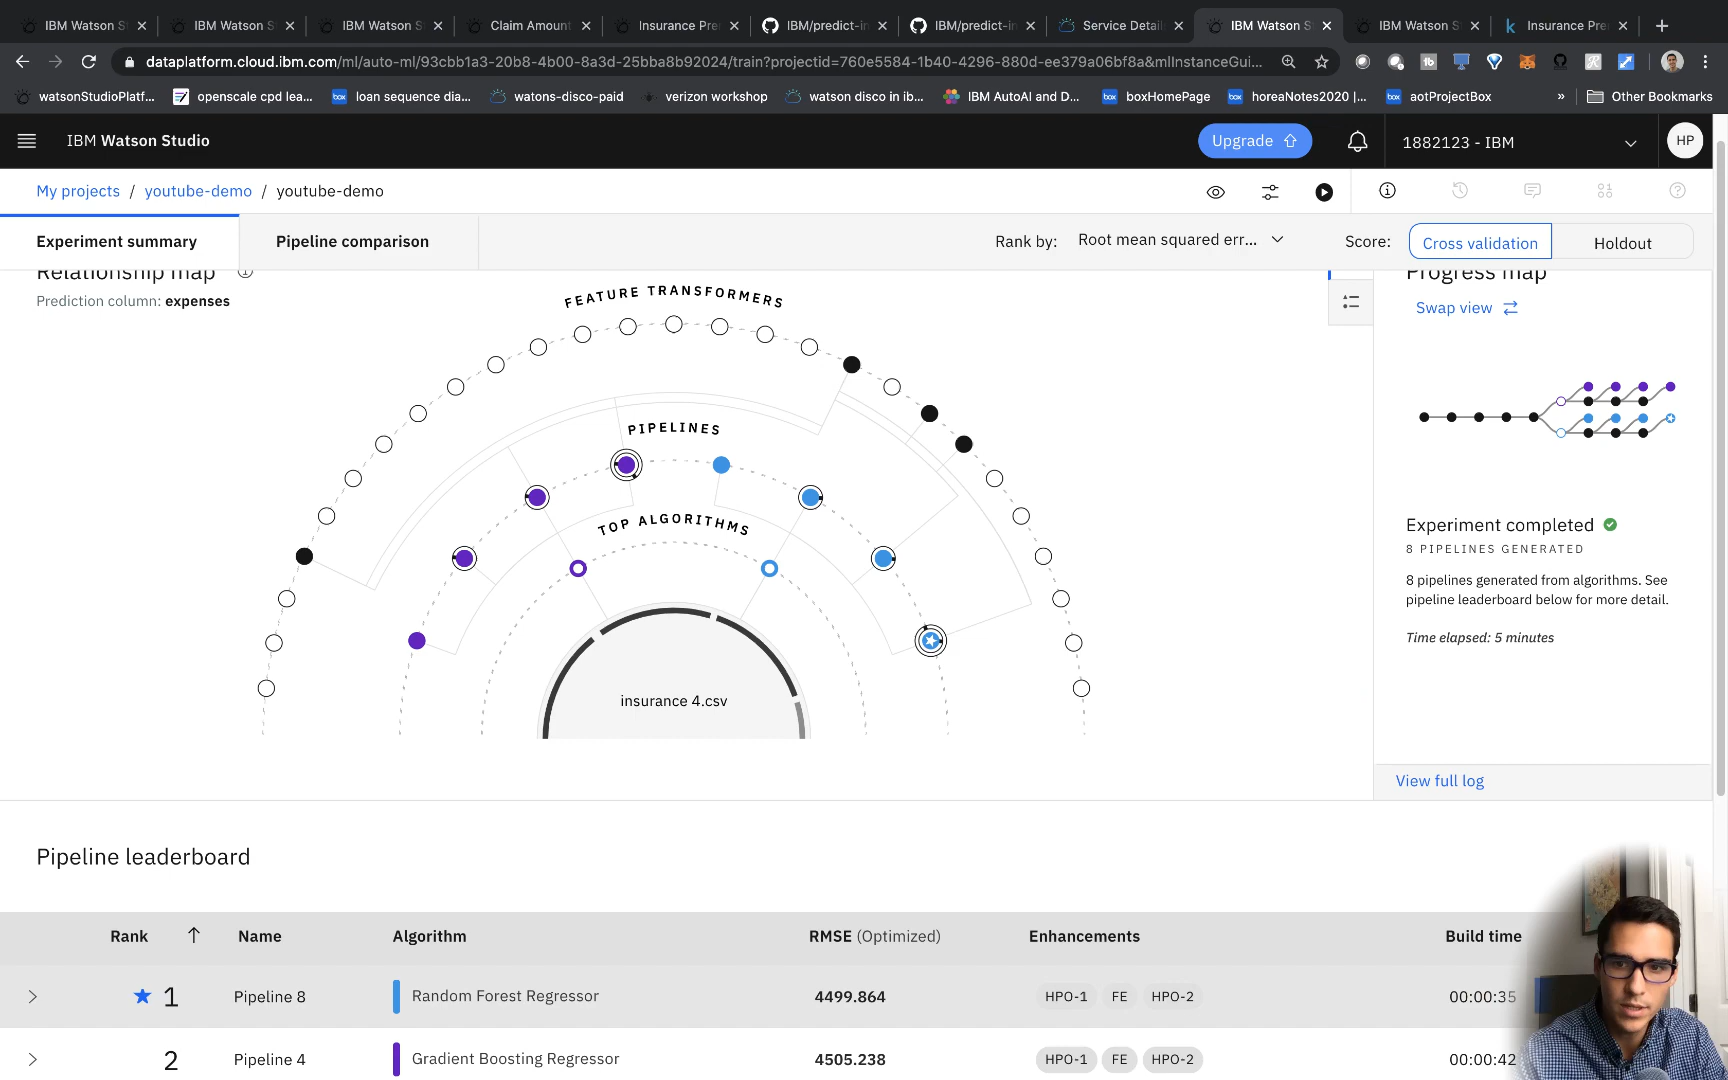 IBM Watson S
IBM Watson S
IBM Watson S
Claim Amount
Insurance Pre
IBM/predict-in
IBM/predict-in
Service Detail
IBM Watson S
IBM Watson S
Insurance Pre
dataplatform.cloud.ibm.com/ml/auto-ml/93cbb1a3-20b8-4b00-8a3d-25bba8b92024/train?projectid=760e5584-1b40-4296-880d-ee379a06bf8a&mlInstanceGui...
watsonStudioPlatf...
openscale cpd lea...
loan sequence dia...
watons-disco-paid
verizon workshop
watson disco in ib...
IBM AutoAI and D...
boxHomePage
horeaNotes2020 |...
aotProjectBox
»
Other Bookmarks
IBM Watson Studio
Upgrade
1882123 - IBM
HP
My projects / youtube-demo / youtube-demo
Experiment summary
Pipeline comparison
Rank by: Root mean squared err...
Score: Cross validation Holdout
Relationship map
Prediction column: expenses
FEATURE TRANSFORMERS
PIPELINES
TOP ALGORITHMS
insurance 4.csv
Progress map
Swap view
Experiment completed
8 PIPELINES GENERATED
8 pipelines generated from algorithms. See
pipeline leaderboard below for more detail.
Time elapsed: 5 minutes
View full log
Pipeline leaderboard
Rank Name Algorithm RMSE (Optimized) Enhancements Build time
1 Pipeline 8 Random Forest Regressor 4499.864 HPO-1 FE HPO-2 00:00:35
2 Pipeline 4 Gradient Boosting Regressor 4505.238 HPO-1 FE HPO-2 00:00:42